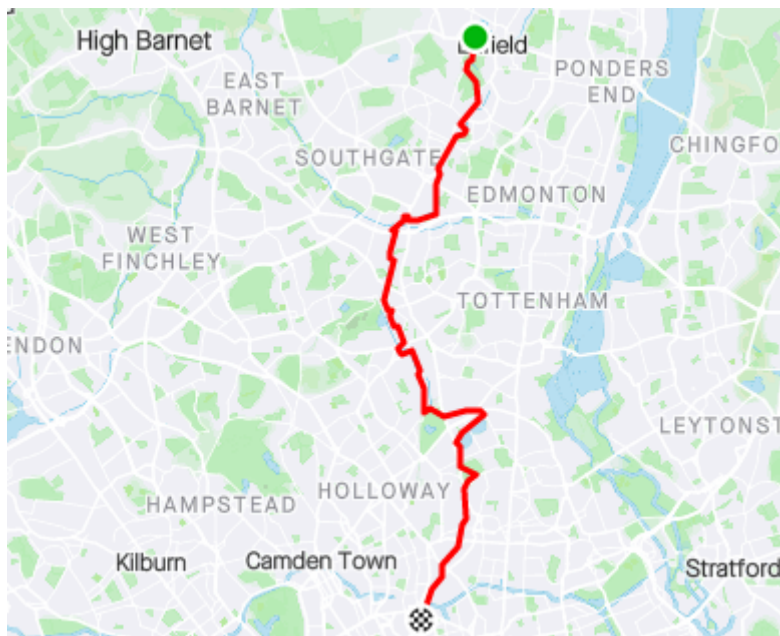 High Barnet
field
EAST
BARNET
PONDERS
END
CHINGFO
SOUTHGATE
EDMONTON
WEST
FINCHLEY
TOTTENHAM
ENDON
LEYTONST
HAMPSTEAD
HOLLOWAY
Kilburn
Camden Town
Stratford